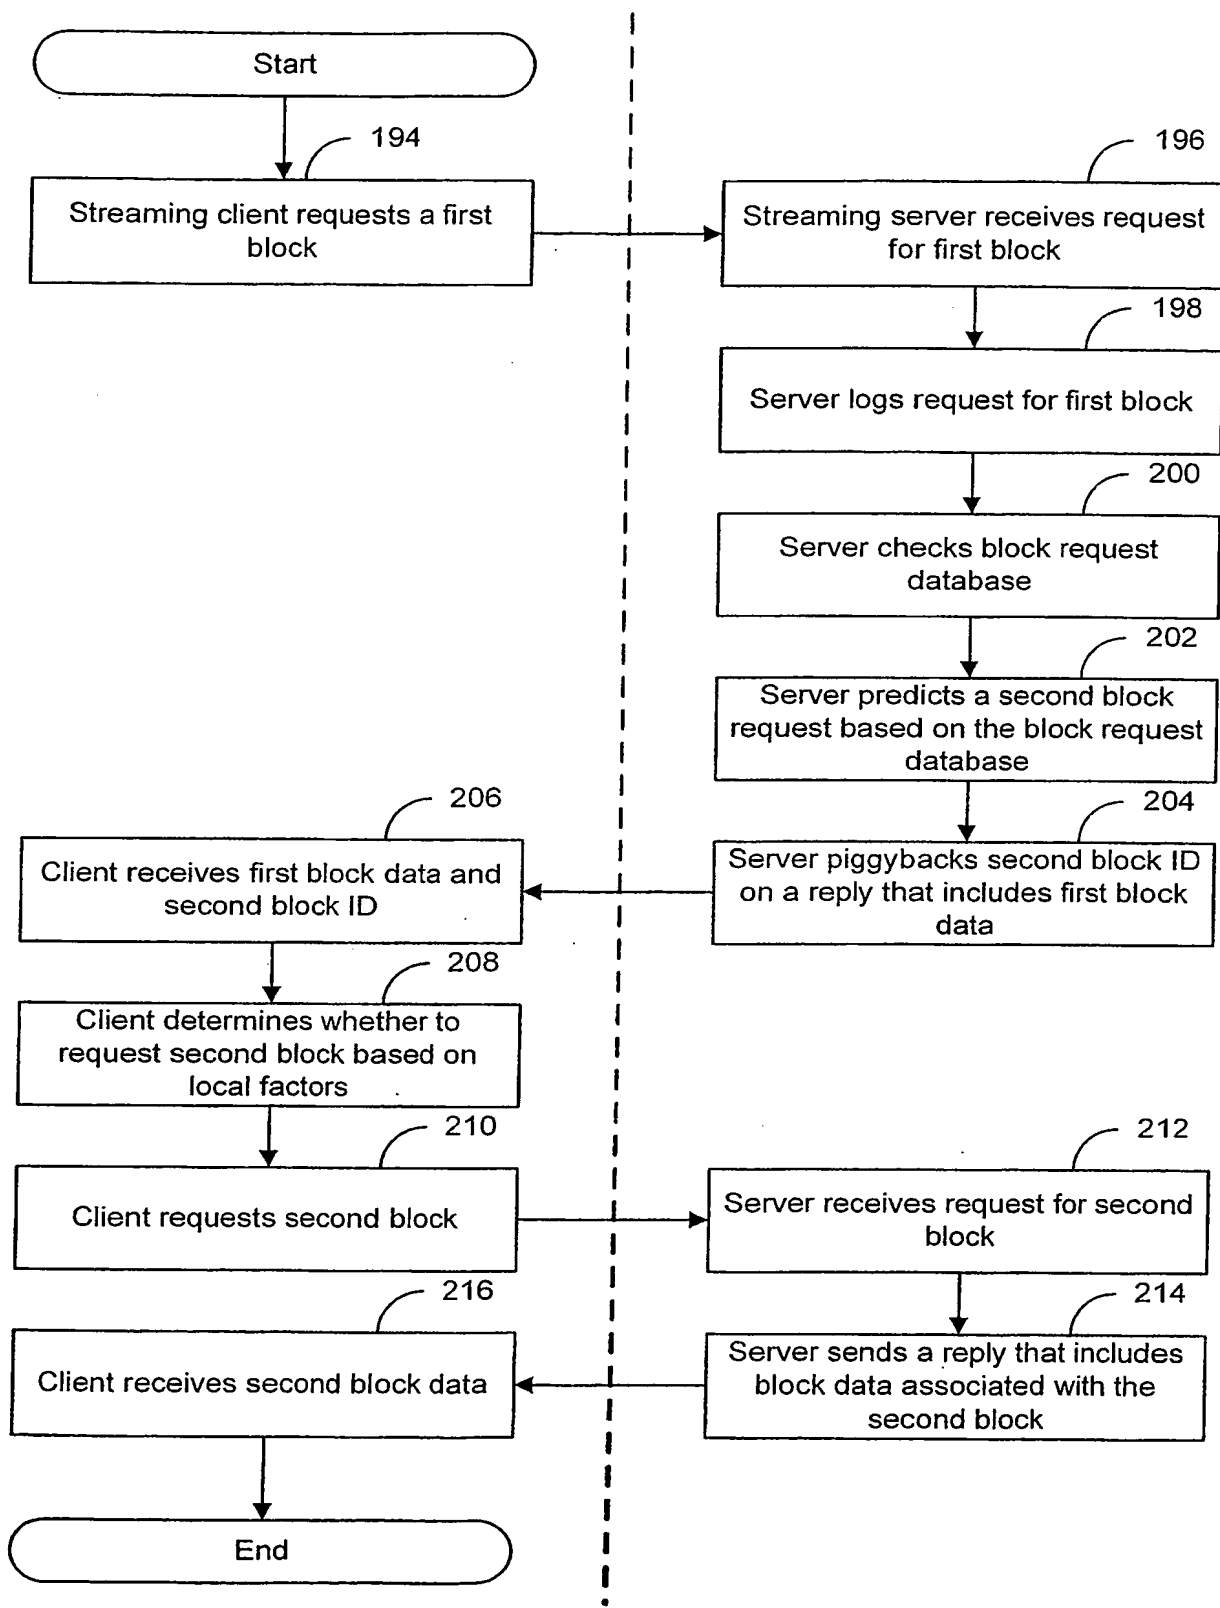 Start
194
Streaming client requests a first
block
196
Streaming server receives request
for first block
198
Server logs request for first block
200
Server checks block request
database
202
Server predicts a second block
request based on the block request
database
204
Server piggybacks second block ID
on a reply that includes first block
data
206
Client receives first block data and
second block ID
208
Client determines whether to
request second block based on
local factors
210
Client requests second block
212
Server receives request for second
block
214
Server sends a reply that includes
block data associated with the
second block
216
Client receives second block data
End